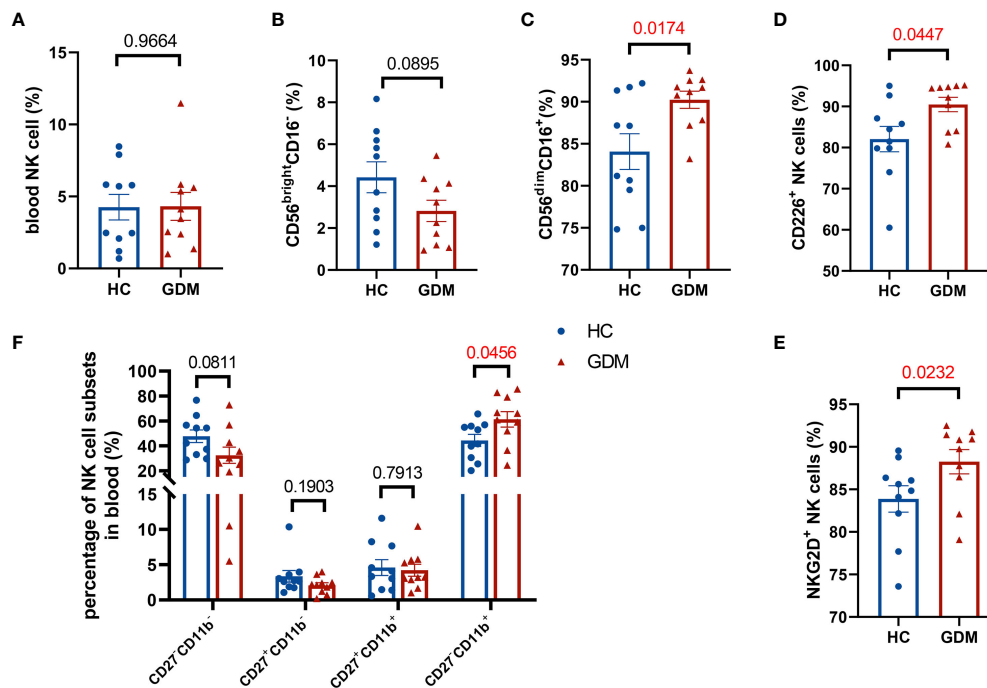 A
0.9664
15
10
5
0
blood NK cell (%)
HC
GDM
B
0.0895
10
8
6
4
2
0
CD56brightCD16- (%)
HC
GDM
C
0.0174
95
90
85
80
75
70
CD56dimCD16+(%)
HC
GDM
D
0.0447
100
90
80
70
60
50
CD226+ NK cells (%)
HC
GDM
F
0.0811
0.1903
0.7913
0.0456
100
80
60
40
20
15
10
5
0
percentage of NK cell subsets
in blood (%)
CD27-CD11b-
CD27+CD11b-
CD27+CD11b+
CD27-CD11b+
HC
GDM
E
0.0232
95
90
85
80
75
70
NKG2D+ NK cells (%)
HC
GDM